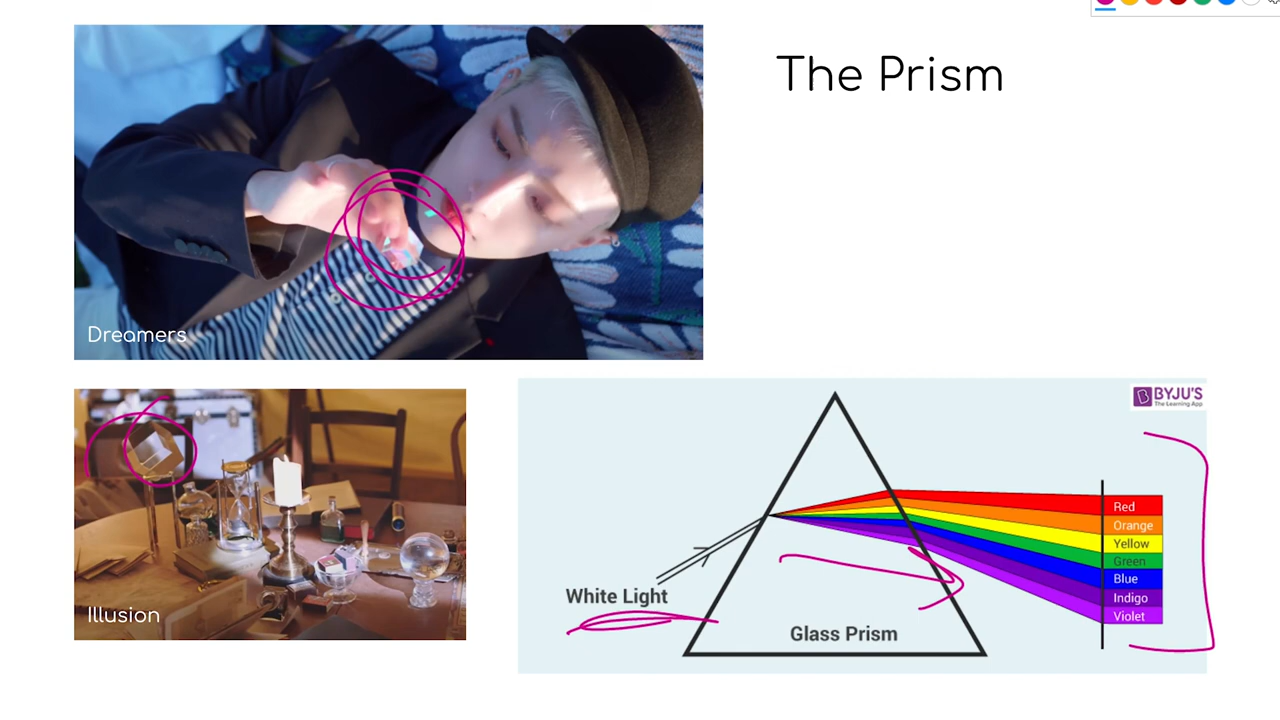 The Prism
Dreamers
Illusion
BYJU'S
The Learning App
White Light
Glass Prism
Red
Orange
Yellow
Green
Blue
Indigo
Violet